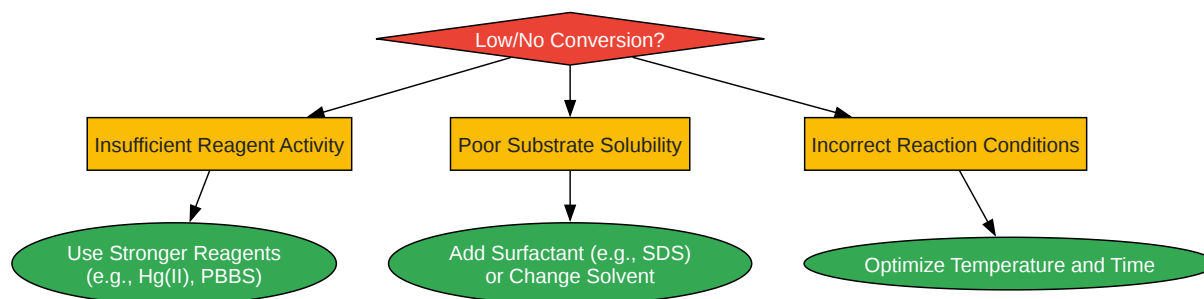 Low/No Conversion?
Insufficient Reagent Activity
Poor Substrate Solubility
Incorrect Reaction Conditions
Use Stronger Reagents
(e.g., Hg(II), PBBS)
Add Surfactant (e.g., SDS)
or Change Solvent
Optimize Temperature and Time